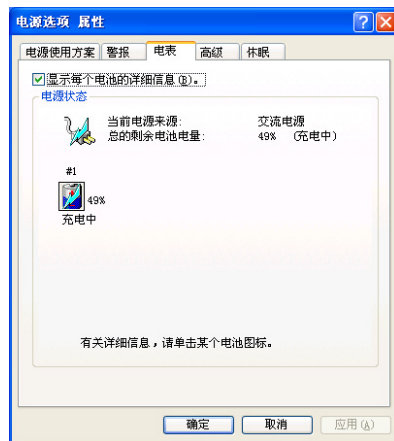 电源选项 属性
电源使用方案 警报 电表 高级 休眠
显示每个电池的详细信息(B)。
电源状态
当前电源来源: 交流电源
总的剩余电池电量: 49% (充电中)
#1
49%
充电中
有关详细信息，请单击某个电池图标。
确定 取消 应用(A)